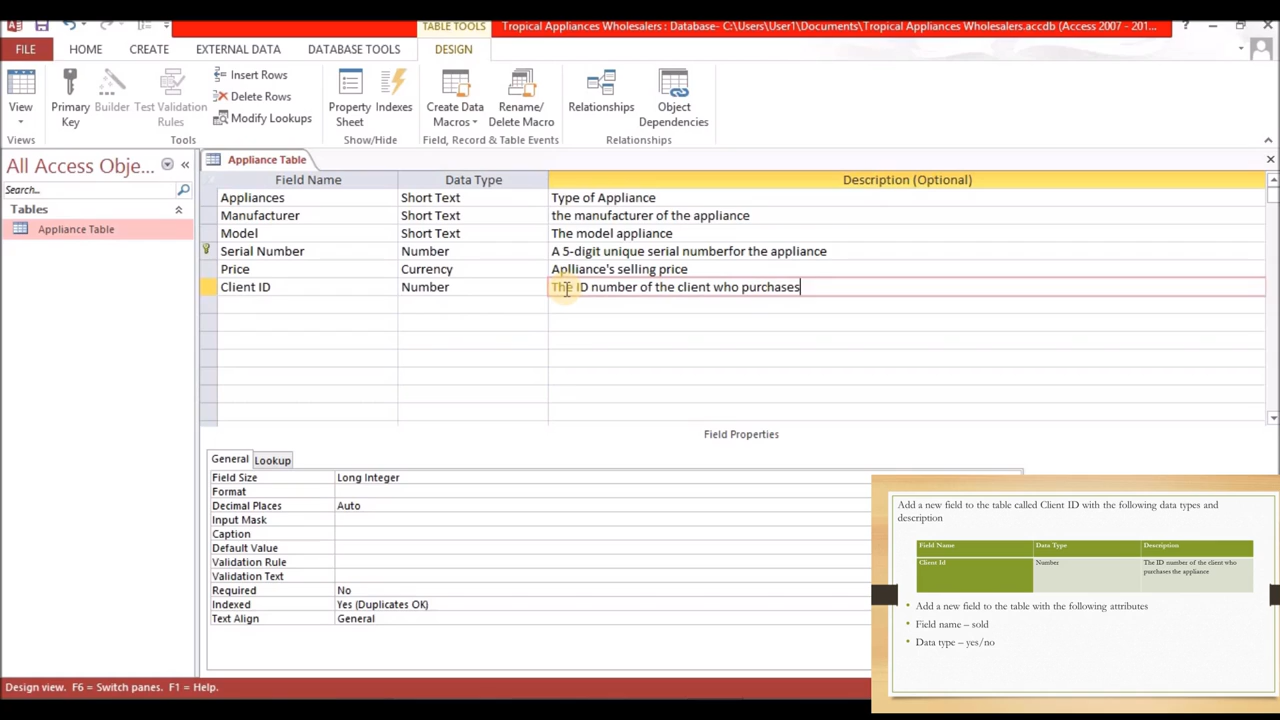 TABLE TOOLS
Tropical Appliances Wholesalers : Database- C:\Users\User1\Documents\Tropical Appliances Wholesalers.accdb (Access 2007 - 201...
FILE HOME CREATE EXTERNAL DATA DATABASE TOOLS DESIGN
View
Views
Primary Key
Builder
Test Validation Rules
Insert Rows
Delete Rows
Modify Lookups
Tools
Property Sheet
Indexes
Show/Hide
Create Data Macros
Rename/ Delete Macro
Field, Record & Table Events
Relationships
Object Dependencies
Relationships
All Access Obje...
Search...
Tables
Appliance Table
Appliance Table
Field Name Data Type Description (Optional)
Appliances Short Text Type of Appliance
Manufacturer Short Text the manufacturer of the appliance
Model Short Text The model appliance
Serial Number Number A 5-digit unique serial numberfor the appliance
Price Currency Aplliance's selling price
Client ID Number The ID number of the client who purchases
Field Properties
General Lookup
Field Size Long Integer
Format
Decimal Places Auto
Input Mask
Caption
Default Value
Validation Rule
Validation Text
Required No
Indexed Yes (Duplicates OK)
Text Align General
Add a new field to the table called Client ID with the following data types and
description
Field Name Data Type Description
Client Id Number The ID number of the client who
purchases the appliance
• Add a new field to the table with the following attributes
• Field name – sold
• Data type – yes/no
Design view. F6 = Switch panes. F1 = Help.